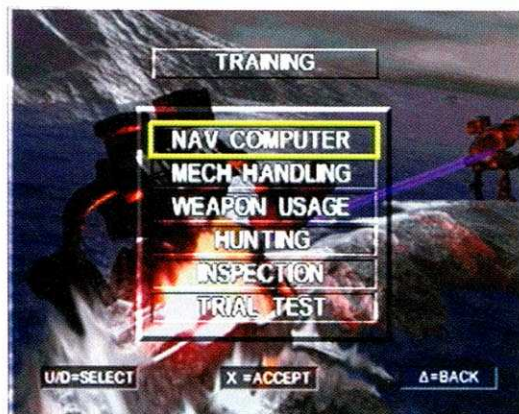 TRAINING
NAV COMPUTER
MECH HANDLING
WEAPON USAGE
HUNTING
INSPECTION
TRIAL TEST
U/D=SELECT X =ACCEPT Δ=BACK